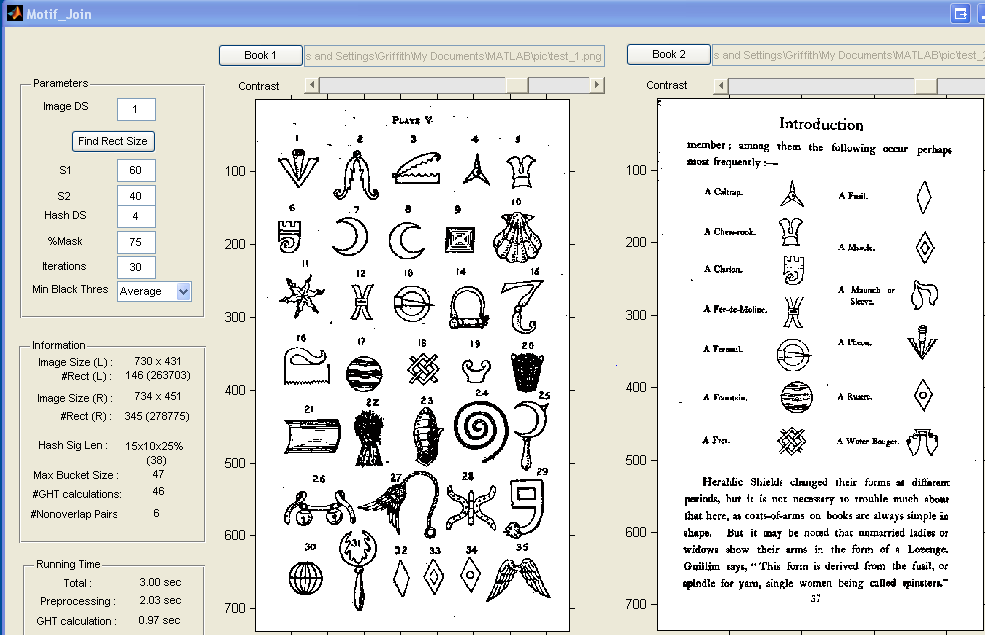 Motif_Join
Book 1
s and Settings\Griffith\My Documents\MATLAB\pic\test_1.png
Book 2
s and Settings\Griffith\My Documents\MATLAB\pic\test_2
Contrast
Contrast
Parameters
Image DS 1
Find Rect Size
S1 60
S2 40
Hash DS 4
%Mask 75
Iterations 30
Min Black Thres Average
Information
Image Size (L) : 730 x 431
#Rect (L) : 146 (263703)
Image Size (R) : 734 x 451
#Rect (R) : 345 (278775)
Hash Sig Len : 15x10x25%
(38)
Max Bucket Size : 47
#GHT calculations: 46
#Nonoverlap Pairs 6
Running Time
Total : 3.00 sec
Preprocessing : 2.03 sec
GHT calculation : 0.97 sec
100
200
300
400
500
600
700
PLATE V.
1 2 3 4 5
6 7 8 9 10
11 12 13 14 15
16 17 18 19 20
21 22 23 24 25
26 27 28 29
30 31 32 33 34 35
100
200
300
400
500
600
700
Introduction
member; among them the following occur perhaps
most frequently :—
A Caltrap. A Fusil.
A Chess-rook. A Mascle.
A Clarion. A Maunch or
Sleeve.
A Fer-de-Moline. A Pheon.
A Fermail.
A Fountain. A Rustre.
A Fret. A Water Bouget.
Heraldic Shields changed their forms at different
periods, but it is not necessary to trouble much about
that here, as coats-of-arms on books are always simple in
shape. But it may be noted that unmarried ladies or
widows show their arms in the form of a Lozenge.
Guillim says, "This form is derived from the fusil, or
spindle for yarn, single women being called spinsters."
37